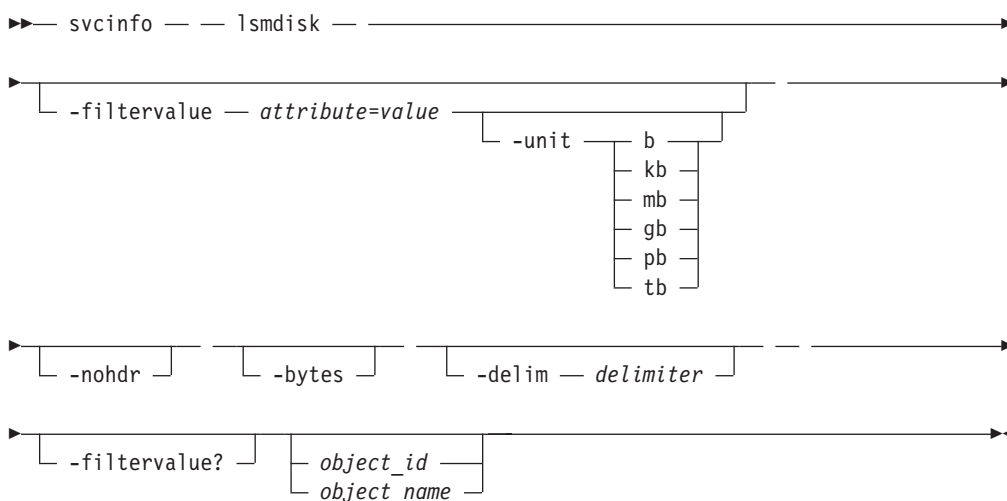 svcinfo lsmdisk
-filtervalue attribute=value
-unit b
kb
mb
gb
pb
tb
-nohdr -bytes -delim delimiter
-filtervalue? object_id
object_name